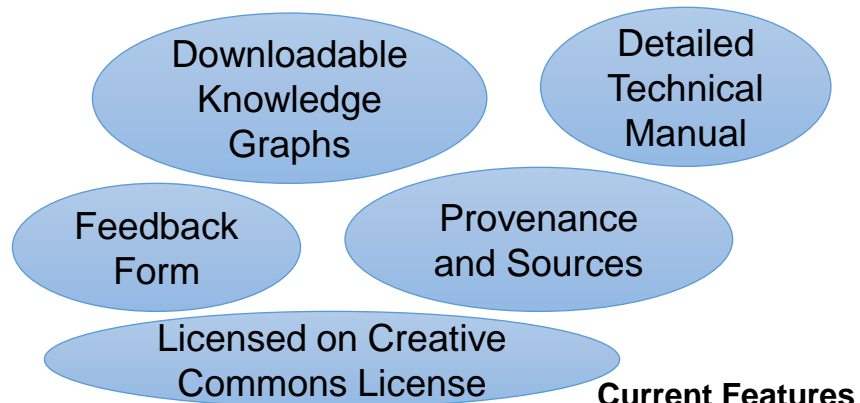 Downloadable
Knowledge
Graphs
Detailed
Technical
Manual
Feedback
Form
Provenance
and Sources
Licensed on Creative
Commons License
Current Features